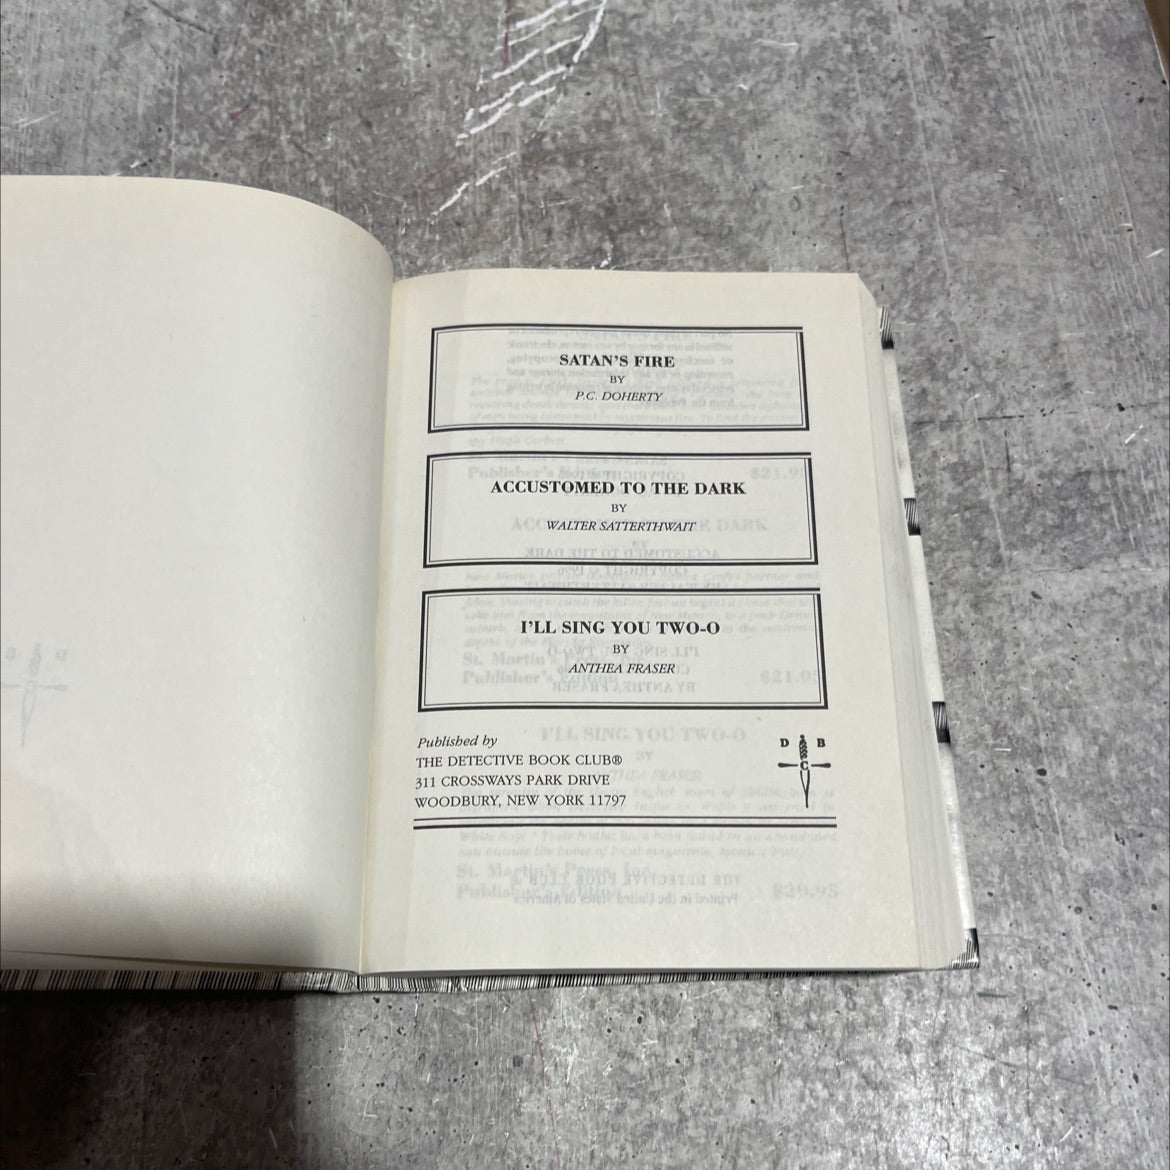 SATAN'S FIRE
BY
P.C. DOHERTY
ACCUSTOMED TO THE DARK
BY
WALTER SATTERTHWAIT
I'LL SING YOU TWO-O
BY
ANTHEA FRASER
Published by
THE DETECTIVE BOOK CLUB®
311 CROSSWAYS PARK DRIVE
WOODBURY, NEW YORK 11797
D B
C